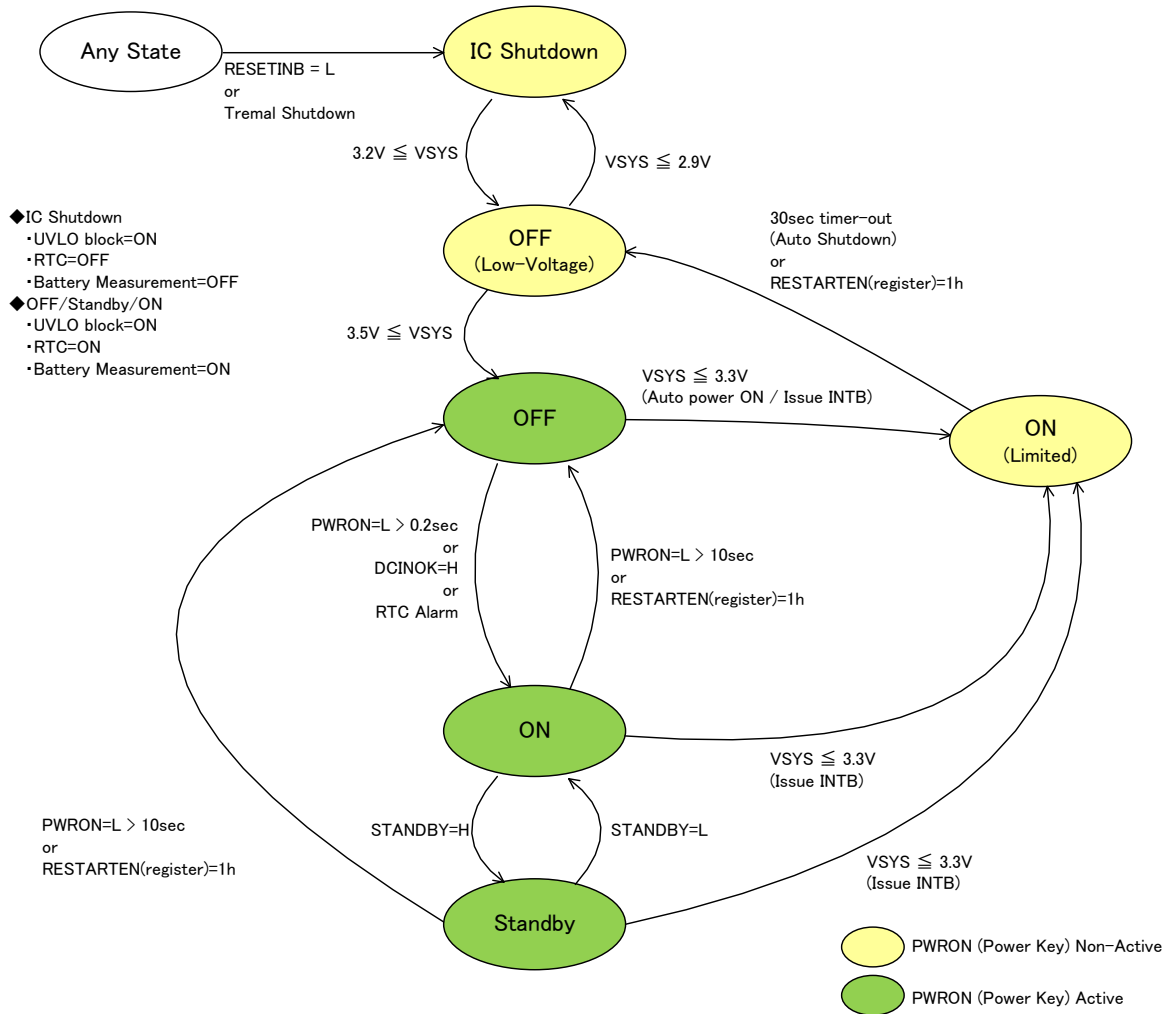 Any State
IC Shutdown
RESETINB = L
or
Tremal Shutdown
3.2V ≦ VSYS
VSYS ≦ 2.9V
◆IC Shutdown
・UVLO block=ON
・RTC=OFF
・Battery Measurement=OFF
◆OFF/Standby/ON
・UVLO block=ON
・RTC=ON
・Battery Measurement=ON
OFF
(Low-Voltage)
30sec timer-out
(Auto Shutdown)
or
RESTARTEN(register)=1h
3.5V ≦ VSYS
OFF
VSYS ≦ 3.3V
(Auto power ON / Issue INTB)
ON
(Limited)
PWRON=L > 0.2sec
or
DCINOK=H
or
RTC Alarm
PWRON=L > 10sec
or
RESTARTEN(register)=1h
ON
VSYS ≦ 3.3V
(Issue INTB)
PWRON=L > 10sec
or
RESTARTEN(register)=1h
STANDBY=H
STANDBY=L
VSYS ≦ 3.3V
(Issue INTB)
Standby
PWRON (Power Key) Non-Active
PWRON (Power Key) Active